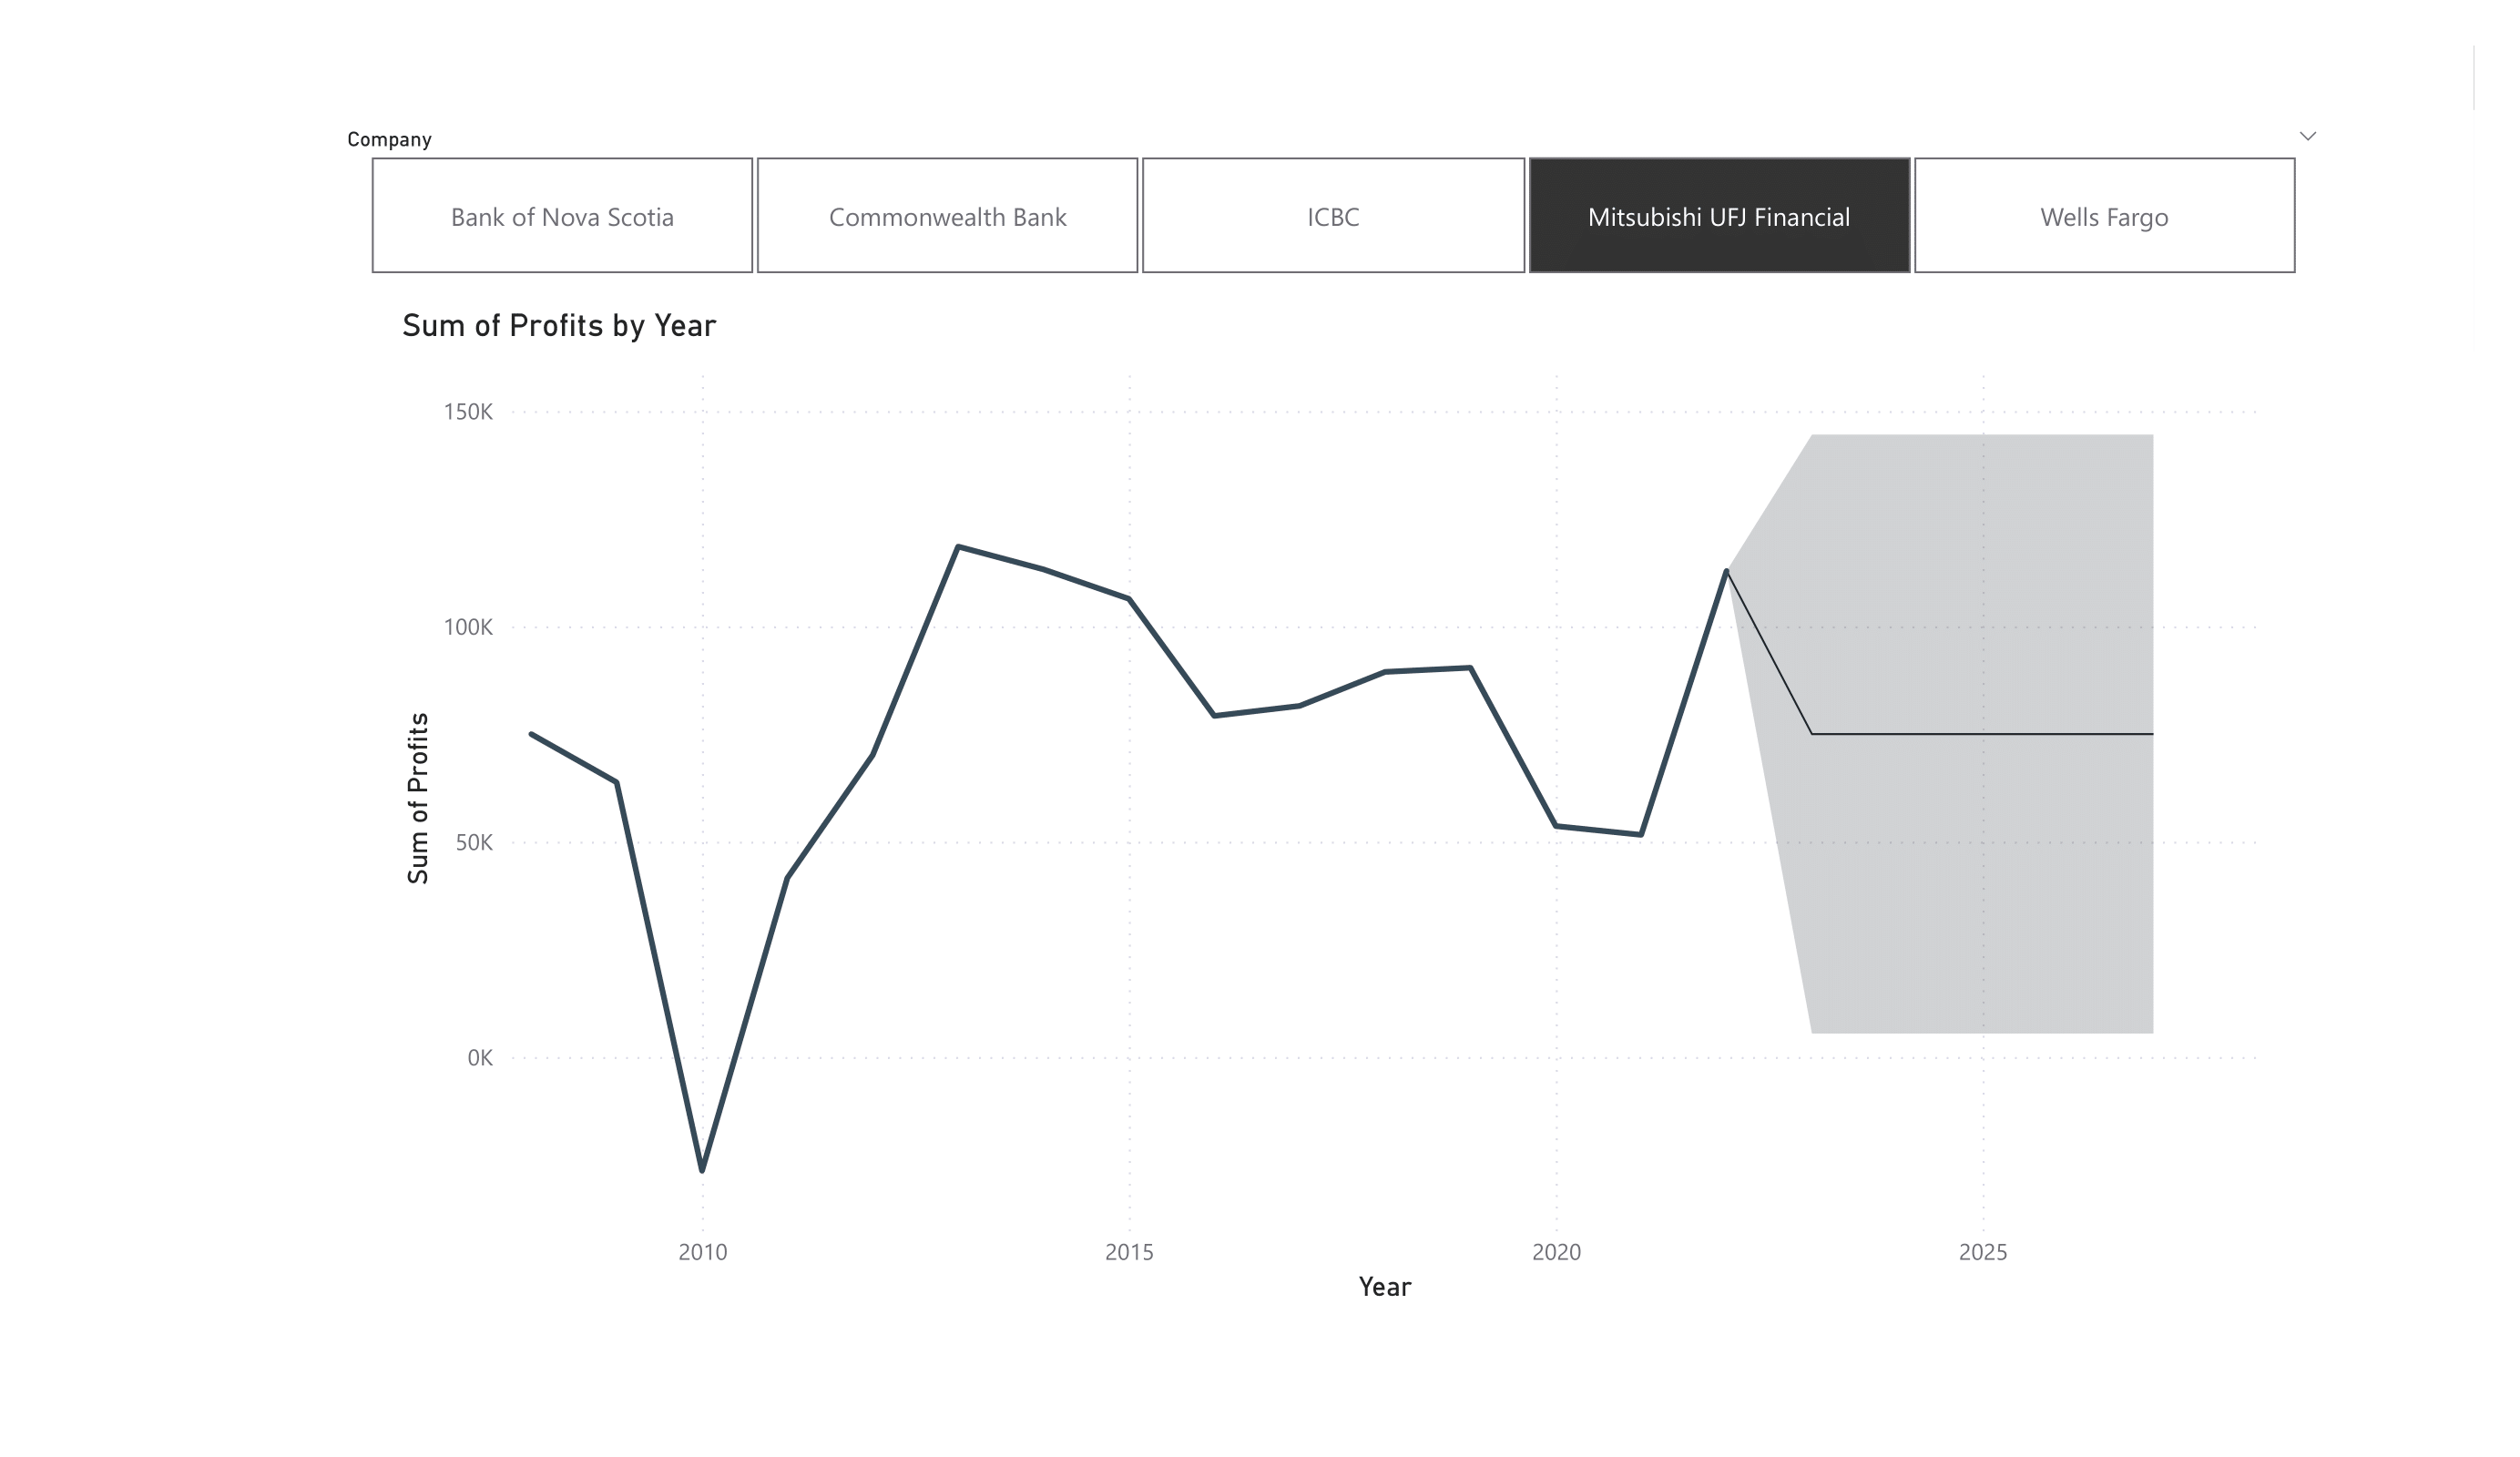 Company
Bank of Nova Scotia
Commonwealth Bank
ICBC
Mitsubishi UFJ Financial
Wells Fargo
Sum of Profits by Year
150K
100K
50K
0K
Sum of Profits
2010
2015
2020
2025
Year